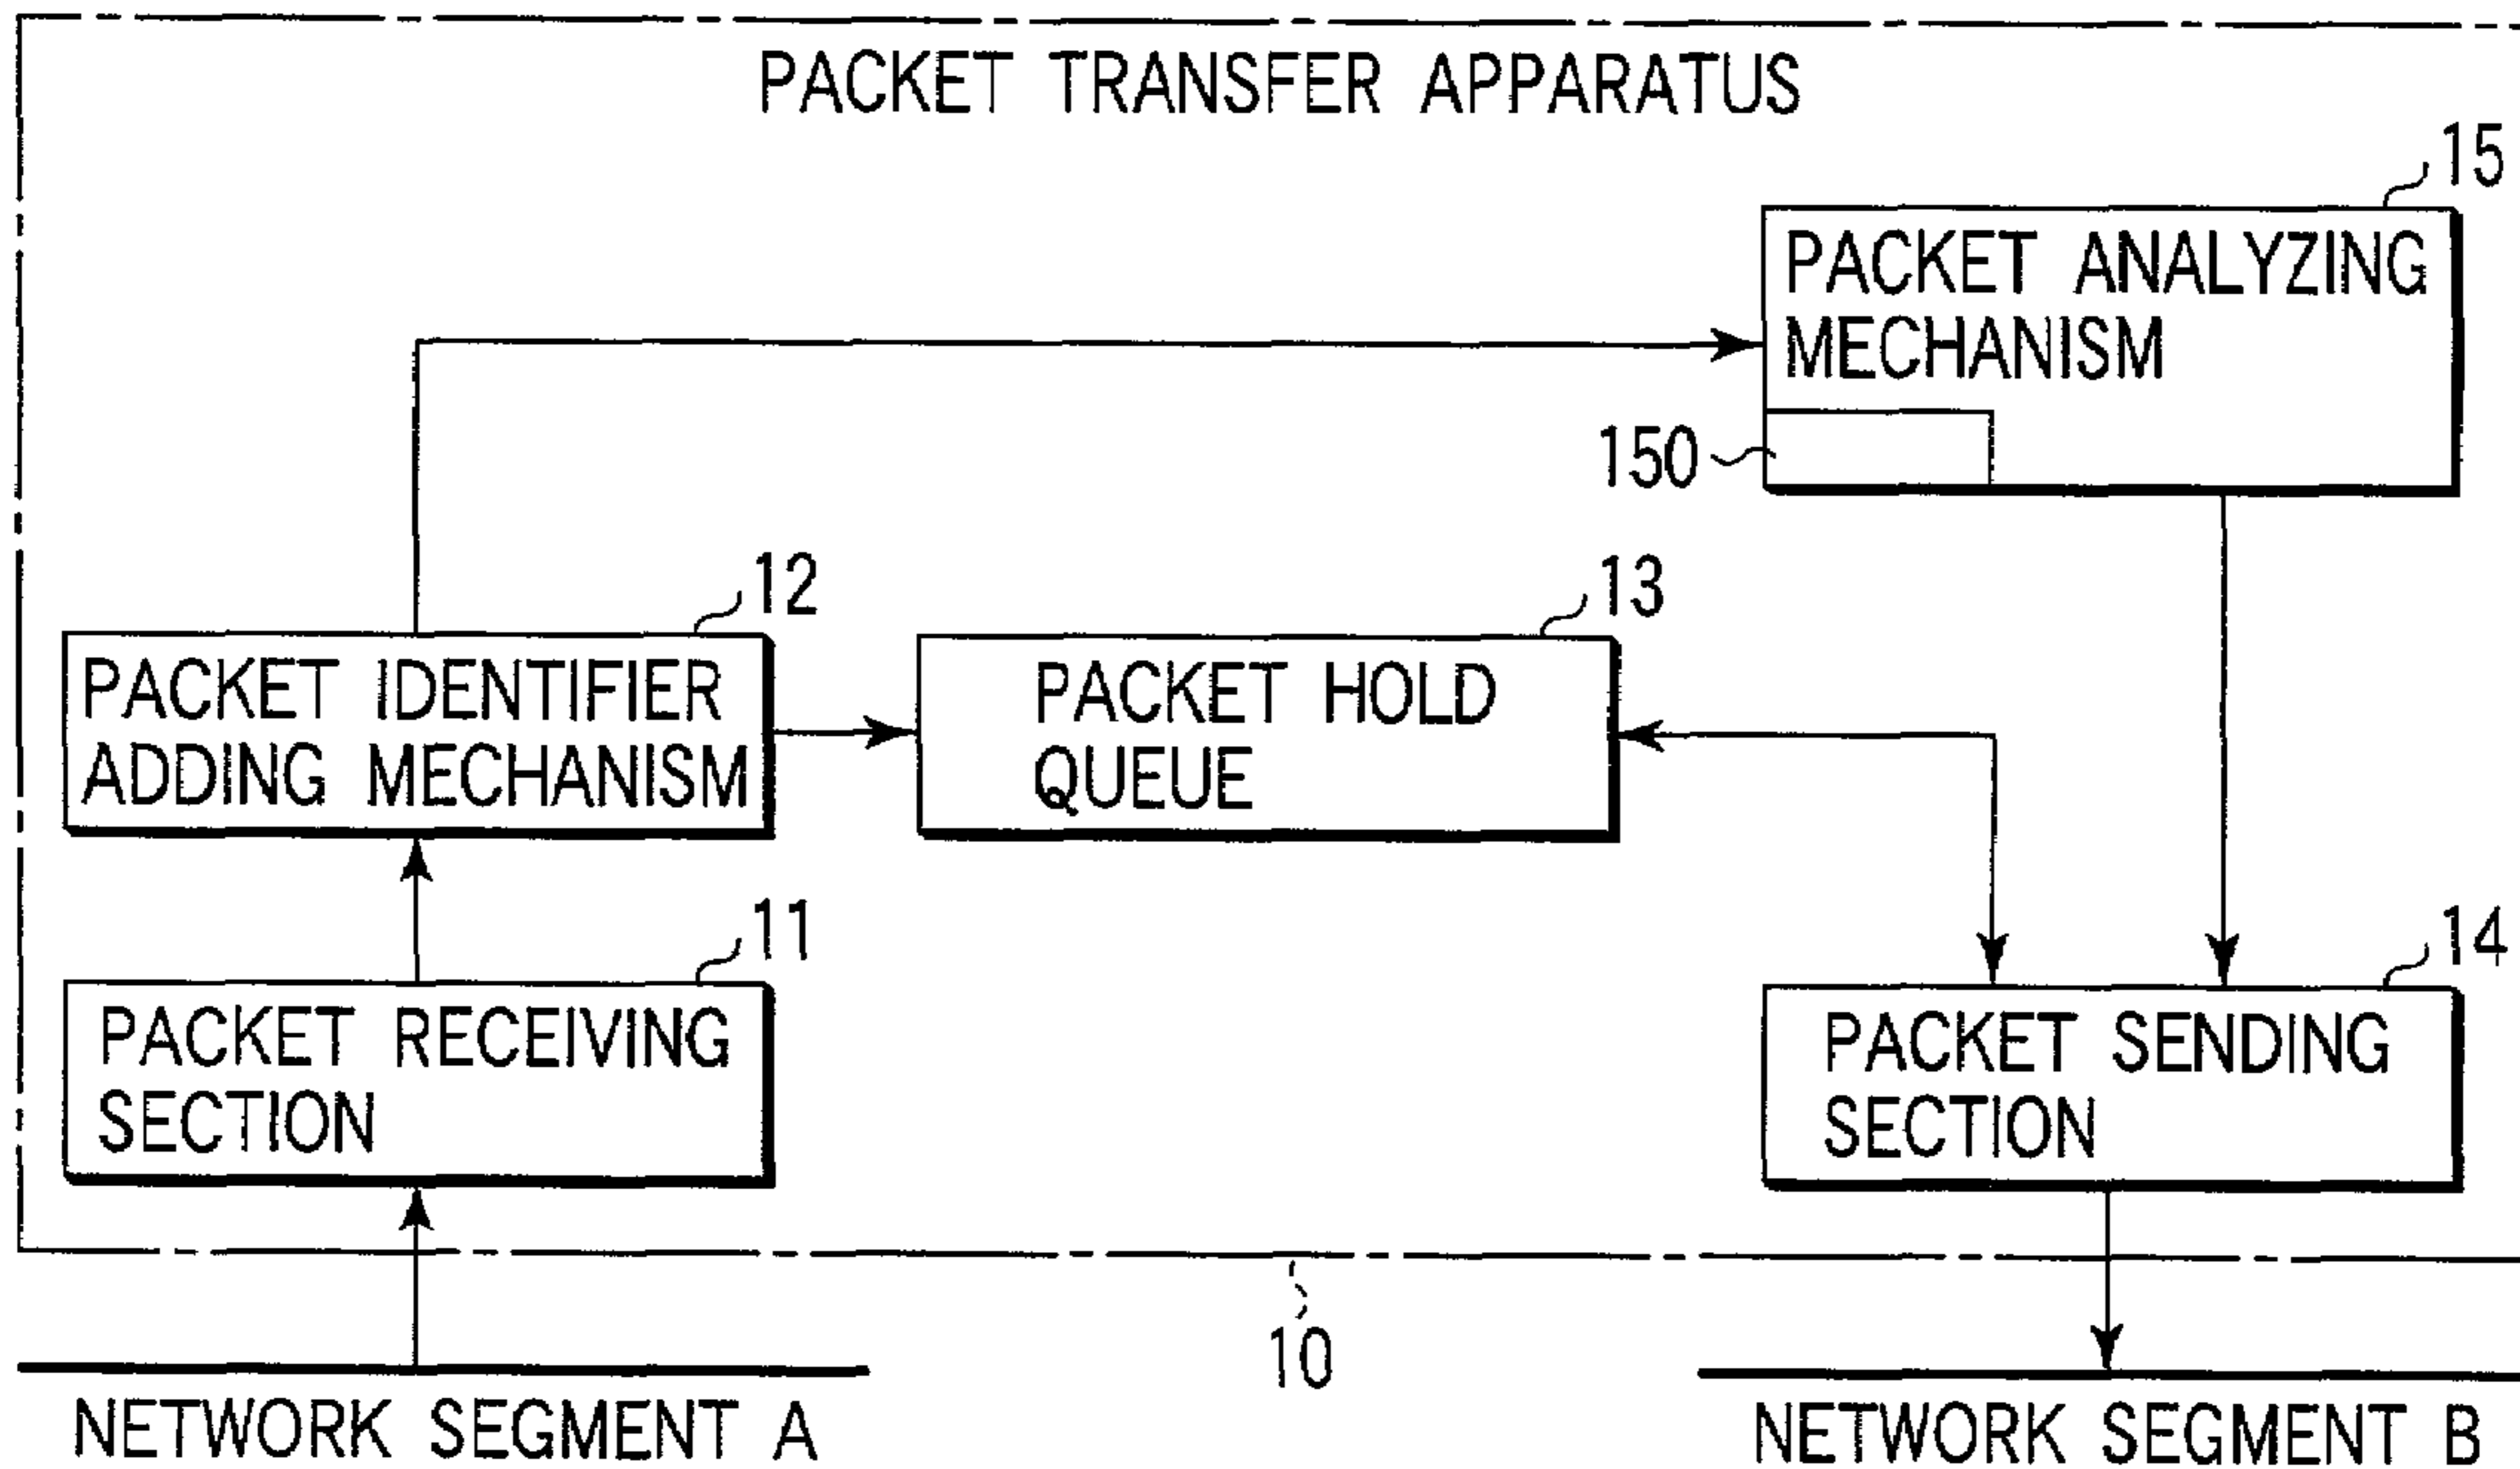 PACKET TRANSFER APPARATUS
15
PACKET ANALYZING
MECHANISM
150
12
13
PACKET IDENTIFIER
ADDING MECHANISM
PACKET HOLD
QUEUE
11
14
PACKET RECEIVING
SECTION
PACKET SENDING
SECTION
10
NETWORK SEGMENT A
NETWORK SEGMENT B